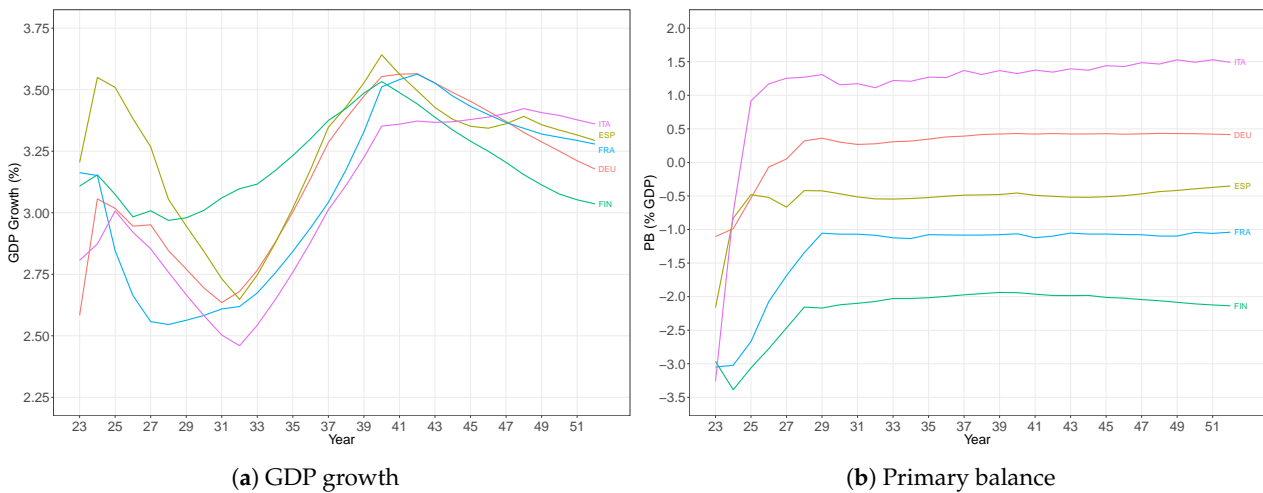 3.75
3.50
3.25
3.00
2.75
2.50
2.25
GDP Growth (%)
ITA
ESP
FRA
DEU
FIN
23 25 27 29 31 33 35 37 39 41 43 45 47 49 51
Year
(a) GDP growth
2.0
1.5
1.0
0.5
0.0
−0.5
−1.0
−1.5
−2.0
−2.5
−3.0
−3.5
PB (% GDP)
ITA
DEU
ESP
FRA
FIN
23 25 27 29 31 33 35 37 39 41 43 45 47 49 51
Year
(b) Primary balance